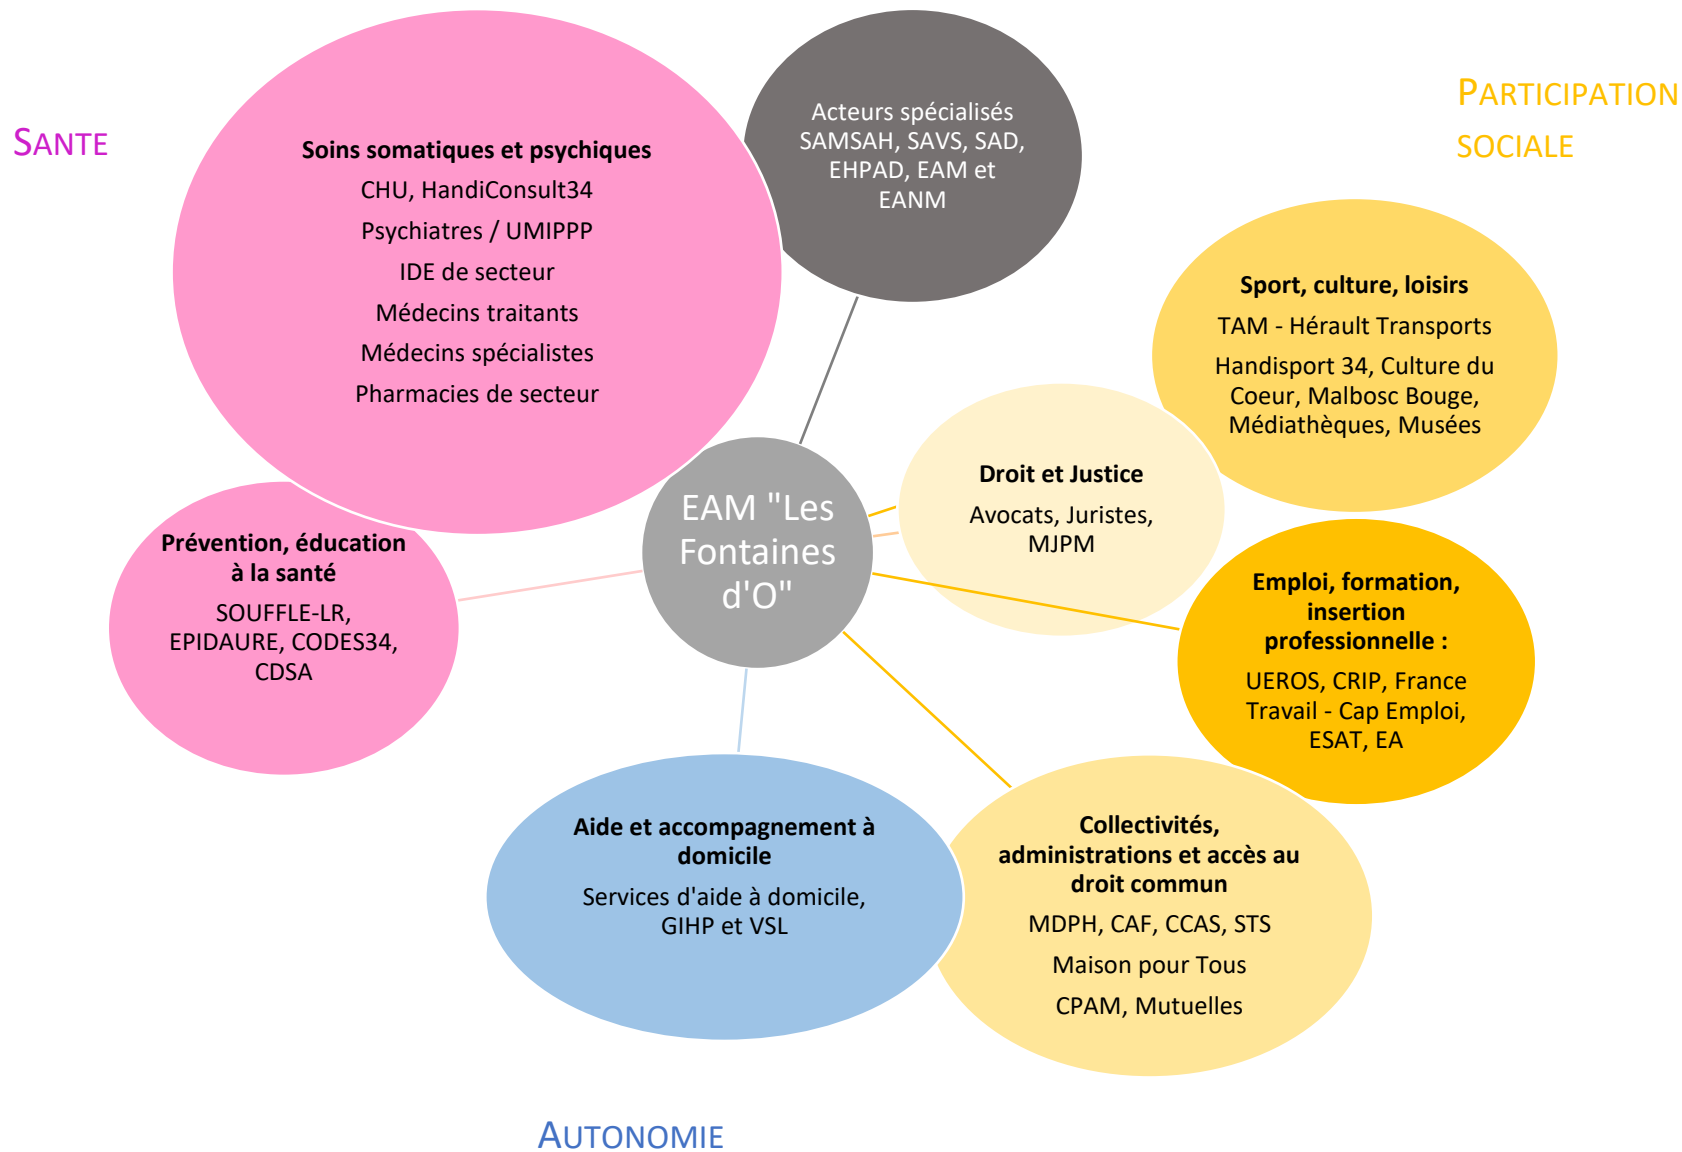 SANTE
Soins somatiques et psychiques
CHU, HandiConsult34
Psychiatres / UMIPPP
IDE de secteur
Médecins traitants
Médecins spécialistes
Pharmacies de secteur
Acteurs spécialisés
SAMSAH, SAVS, SAD,
EHPAD, EAM et
EANM
PARTICIPATION
SOCIALE
Sport, culture, loisirs
TAM - Hérault Transports
Handisport 34, Culture du
Coeur, Malbosc Bouge,
Médiathèques, Musées
Droit et Justice
Avocats, Juristes,
MJPM
EAM "Les
Fontaines
d'O"
Prévention, éducation
à la santé
SOUFFLE-LR,
EPIDAURE, CODES34,
CDSA
Emploi, formation,
insertion
professionnelle :
UEROS, CRIP, France
Travail - Cap Emploi,
ESAT, EA
Aide et accompagnement à
domicile
Services d'aide à domicile,
GIHP et VSL
Collectivités,
administrations et accès au
droit commun
MDPH, CAF, CCAS, STS
Maison pour Tous
CPAM, Mutuelles
AUTONOMIE